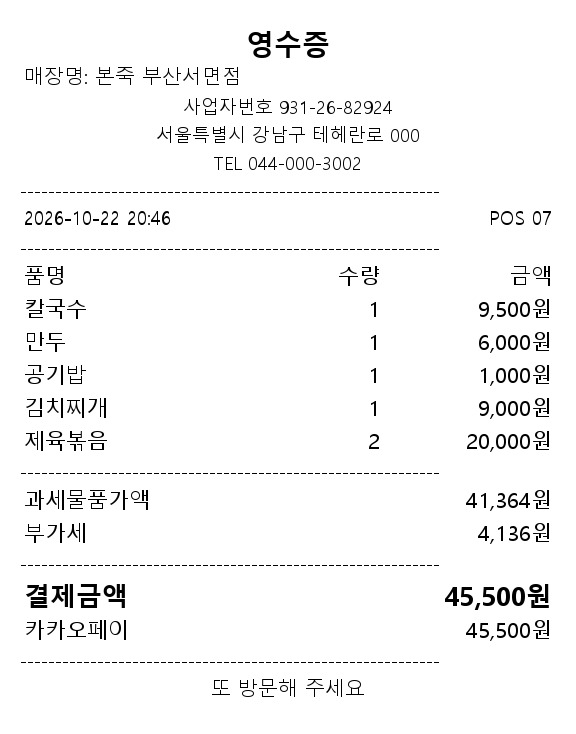 영수증
매장명: 본죽 부산서면점
사업자번호 931-26-82924
서울특별시 강남구 테헤란로 000
TEL 044-000-3002
2026-10-22 20:46 POS 07
품명 수량 금액
칼국수 1 9,500원
만두 1 6,000원
공기밥 1 1,000원
김치찌개 1 9,000원
제육볶음 2 20,000원
과세물품가액 41,364원
부가세 4,136원
결제금액 45,500원
카카오페이 45,500원
또 방문해 주세요